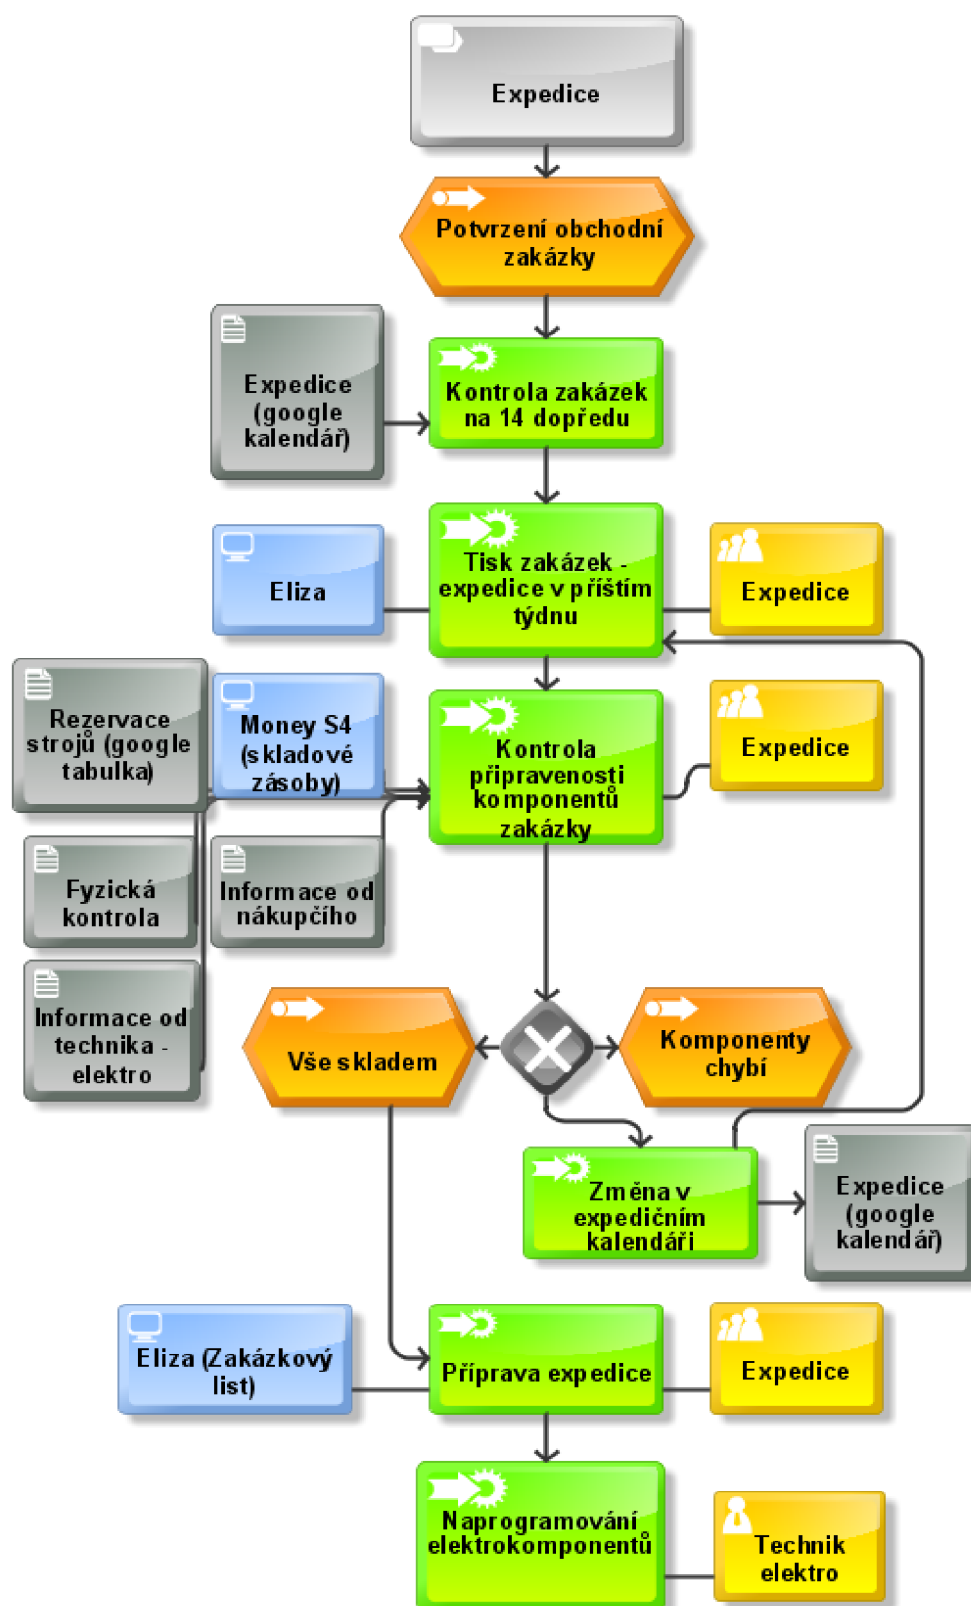 Expedice
Potvrzení obchodní
zakázky
Expedice
(google
kalendář)
Kontrola zakázek
na 14 dopředu
Eliza
Tisk zakázek -
expedice v příštím
týdnu
Expedice
Rezervace
strojů (google
tabulka)
Money S4
(skladové
zásoby)
Kontrola
připravenosti
komponentů
zakázky
Expedice
Fyzická
kontrola
Informace od
nákupčího
Informace od
technika -
elektro
Vše skladem
Komponenty
chybí
Změna v
expedičním
kalendáři
Expedice
(google
kalendář)
Eliza (Zakázkový
list)
Příprava expedice
Expedice
Naprogramování
elektrokomponentů
Technik
elektro